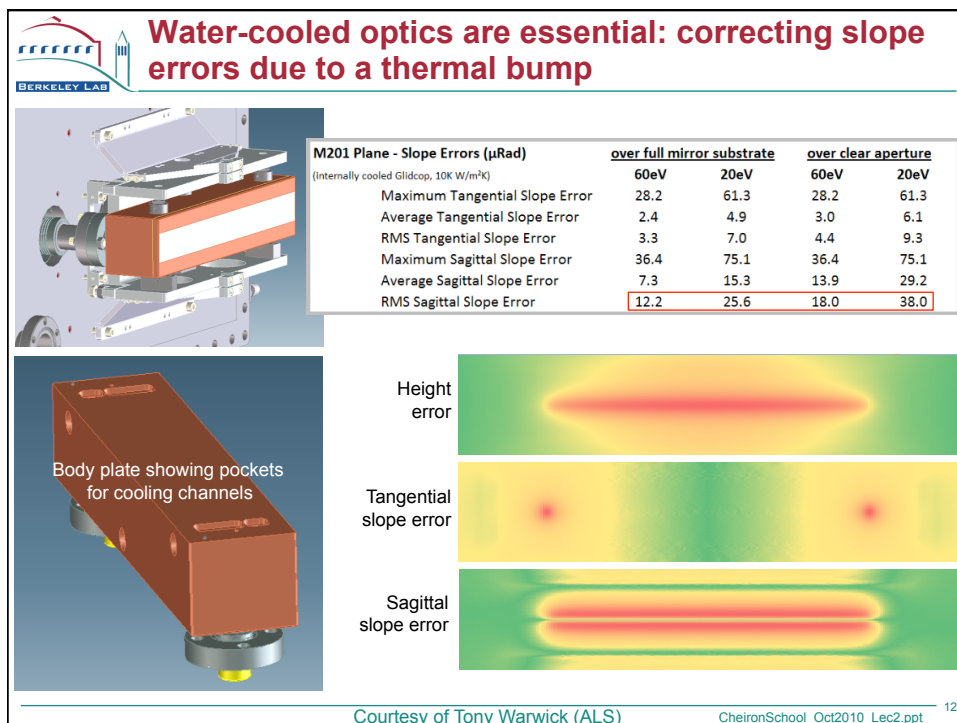 Water-cooled optics are essential: correcting slope
errors due to a thermal bump
BERKELEY LAB
M201 Plane - Slope Errors (µRad) over full mirror substrate over clear aperture
(internally cooled Glidcop, 10K W/m²K) 60eV 20eV 60eV 20eV
Maximum Tangential Slope Error 28.2 61.3 28.2 61.3
Average Tangential Slope Error 2.4 4.9 3.0 6.1
RMS Tangential Slope Error 3.3 7.0 4.4 9.3
Maximum Sagittal Slope Error 36.4 75.1 36.4 75.1
Average Sagittal Slope Error 7.3 15.3 13.9 29.2
RMS Sagittal Slope Error 12.2 25.6 18.0 38.0
Body plate showing pockets
for cooling channels
Height
error
Tangential
slope error
Sagittal
slope error
Courtesy of Tony Warwick (ALS)
CheironSchool_Oct2010_Lec2.ppt
12